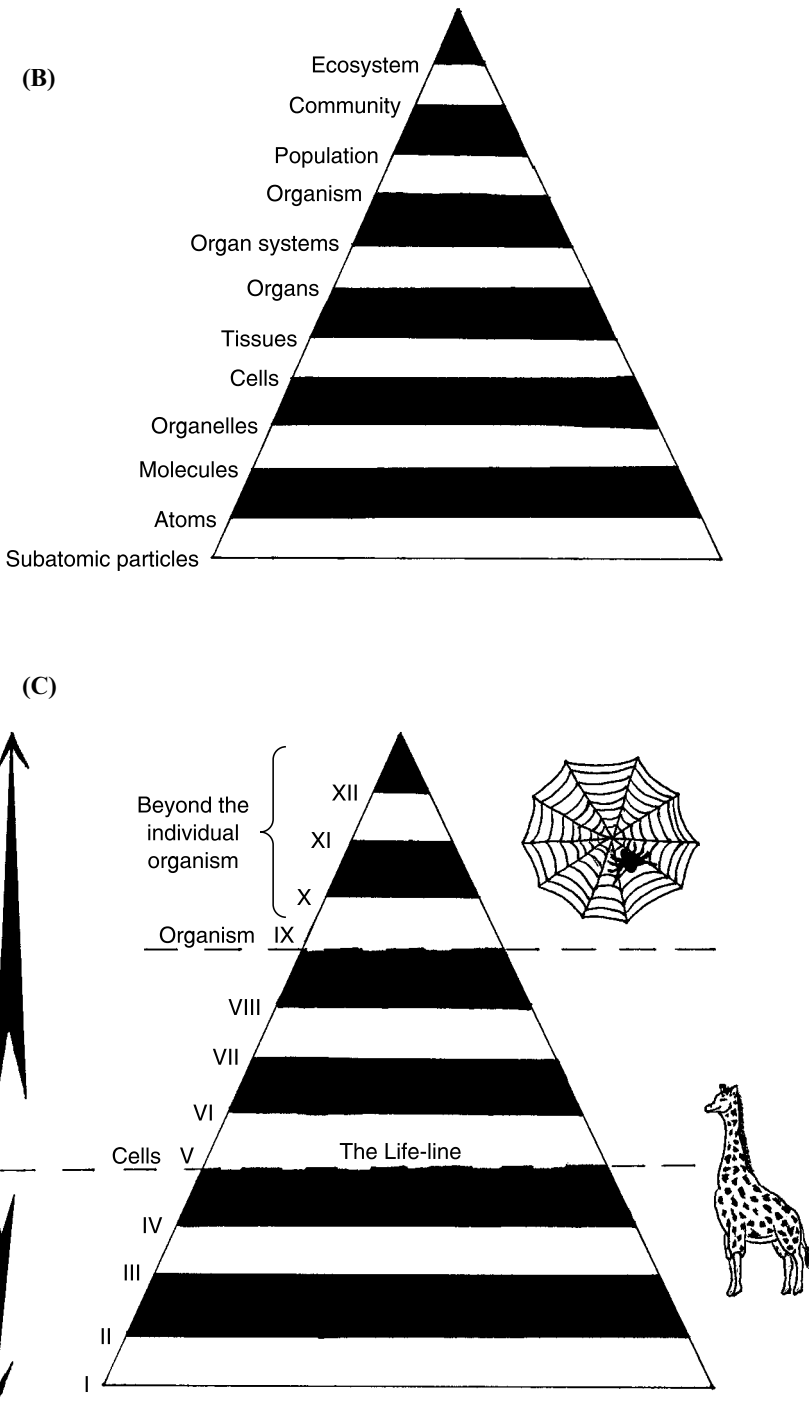 (B)
Ecosystem
Community
Population
Organism
Organ systems
Organs
Tissues
Cells
Organelles
Molecules
Atoms
Subatomic particles
(C)
XII
Beyond the
individual
organism
XI
X
Organism IX
VIII
VII
VI
Cells V The Life-line
IV
III
II
I